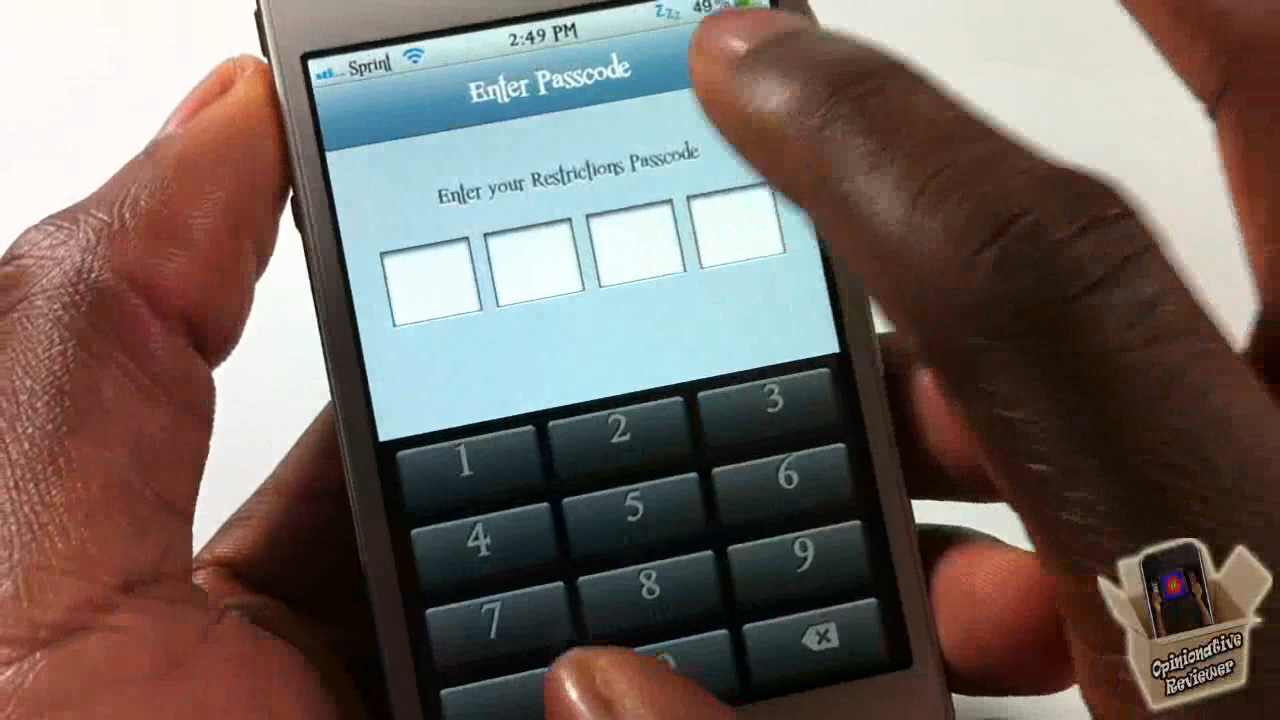 Sprint 2:49 PM 49%
Enter Passcode
Enter your Restrictions Passcode
1 2 3
4 5 6
7 8 9
Opinionative
Reviewer